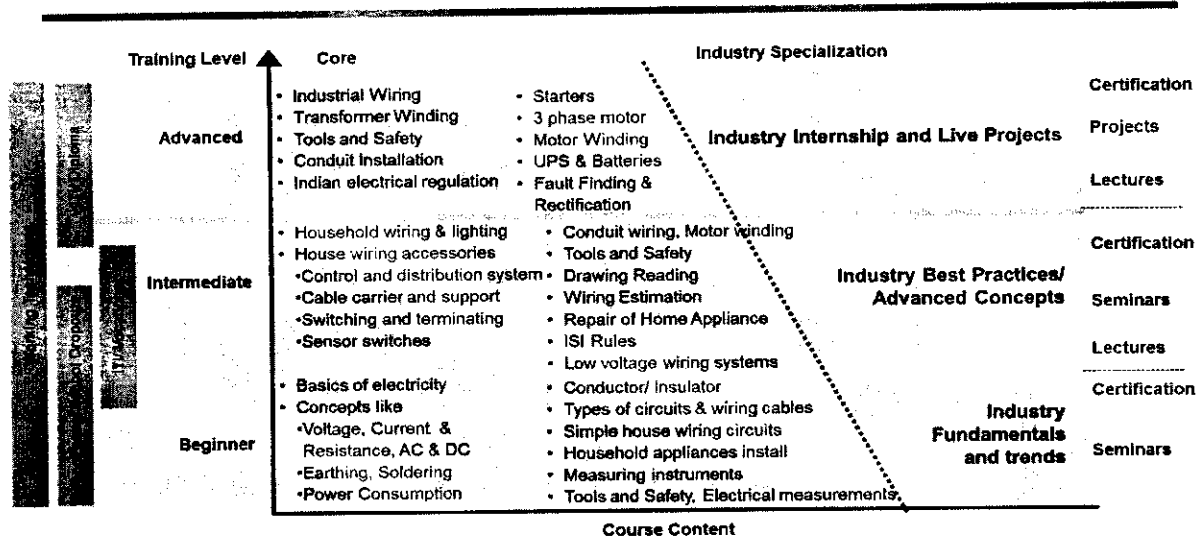 Training Level
Core
Industry Specialization
Advanced
• Industrial Wiring
• Transformer Winding
• Tools and Safety
• Conduit Installation
• Indian electrical regulation
• Starters
• 3 phase motor
• Motor Winding
• UPS & Batteries
• Fault Finding &
Rectification
Industry Internship and Live Projects
Certification
Projects
Lectures
Intermediate
• Household wiring & lighting
• House wiring accessories
•Control and distribution system
•Cable carrier and support
•Switching and terminating
•Sensor switches
• Conduit wiring, Motor winding
• Tools and Safety
• Drawing Reading
• Wiring Estimation
• Repair of Home Appliance
• ISI Rules
• Low voltage wiring systems
Industry Best Practices/
Advanced Concepts
Certification
Seminars
Lectures
Beginner
• Basics of electricity
• Concepts like
•Voltage, Current &
Resistance, AC & DC
•Earthing, Soldering
•Power Consumption
• Conductor/ Insulator
• Types of circuits & wiring cables
• Simple house wiring circuits
• Household appliances install
• Measuring instruments
• Tools and Safety, Electrical measurements
Industry
Fundamentals
and trends
Certification
Seminars
Course Content
Diploma